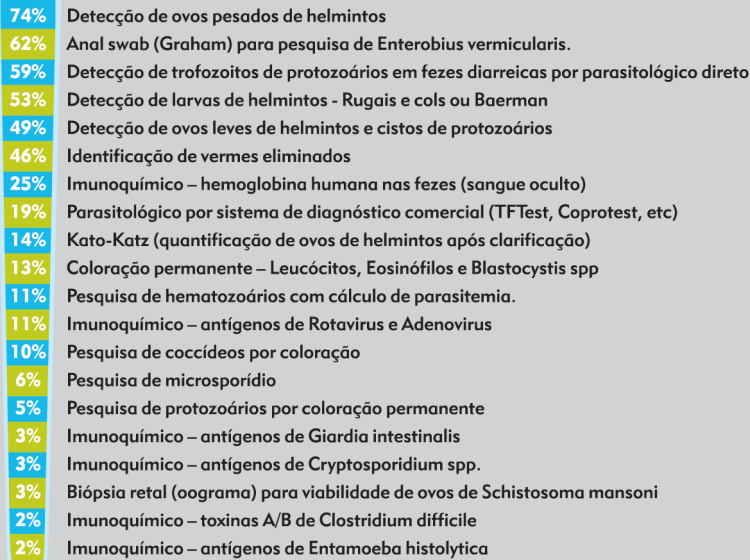 74% Detecção de ovos pesados de helmintos
62% Anal swab (Graham) para pesquisa de Enterobius vermicularis.
59% Detecção de trofozoitos de protozoários em fezes diarreicas por parasitológico direto
53% Detecção de larvas de helmintos - Rugais e cols ou Baerman
49% Detecção de ovos leves de helmintos e cistos de protozoários
46% Identificação de vermes eliminados
25% Imunoquímico – hemoglobina humana nas fezes (sangue oculto)
19% Parasitológico por sistema de diagnóstico comercial (TFTest, Coprotest, etc)
14% Kato-Katz (quantificação de ovos de helmintos após clarificação)
13% Coloração permanente – Leucócitos, Eosinófilos e Blastocystis spp
11% Pesquisa de hematozoários com cálculo de parasitemia.
11% Imunoquímico – antígenos de Rotavirus e Adenovirus
10% Pesquisa de coccídeos por coloração
6% Pesquisa de microsporídio
5% Pesquisa de protozoários por coloração permanente
3% Imunoquímico – antígenos de Giardia intestinalis
3% Imunoquímico – antígenos de Cryptosporidium spp.
3% Biópsia retal (oograma) para viabilidade de ovos de Schistosoma mansoni
2% Imunoquímico – toxinas A/B de Clostridium difficile
2% Imunoquímico – antígenos de Entamoeba histolytica